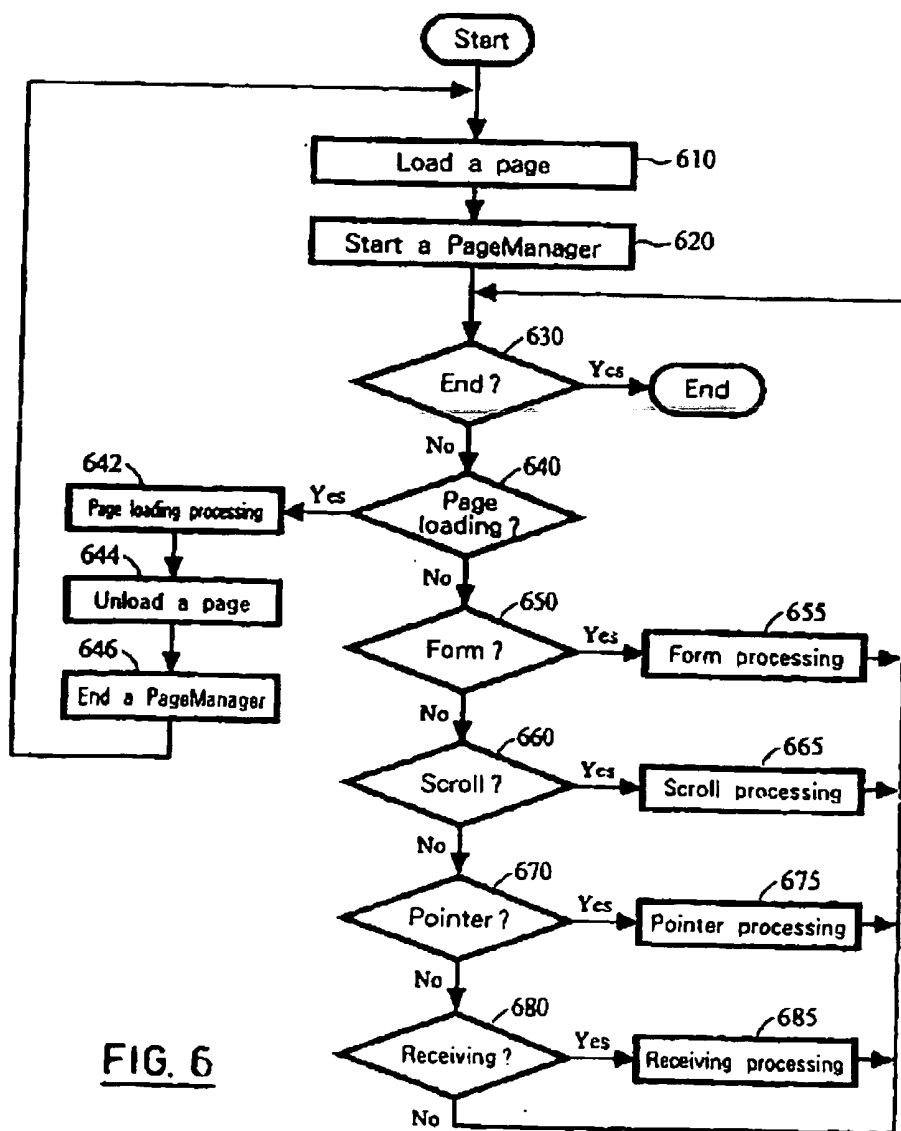 Start
Load a page
610
Start a PageManager
620
630
End?
Yes
End
No
640
642
Page loading processing
Yes
Page
loading?
644
Unload a page
No
650
646
End a PageManager
Form?
Yes
655
Form processing
No
660
Scroll?
Yes
665
Scroll processing
No
670
Pointer?
Yes
675
Pointer processing
No
680
Receiving?
Yes
685
Receiving processing
No
FIG. 6